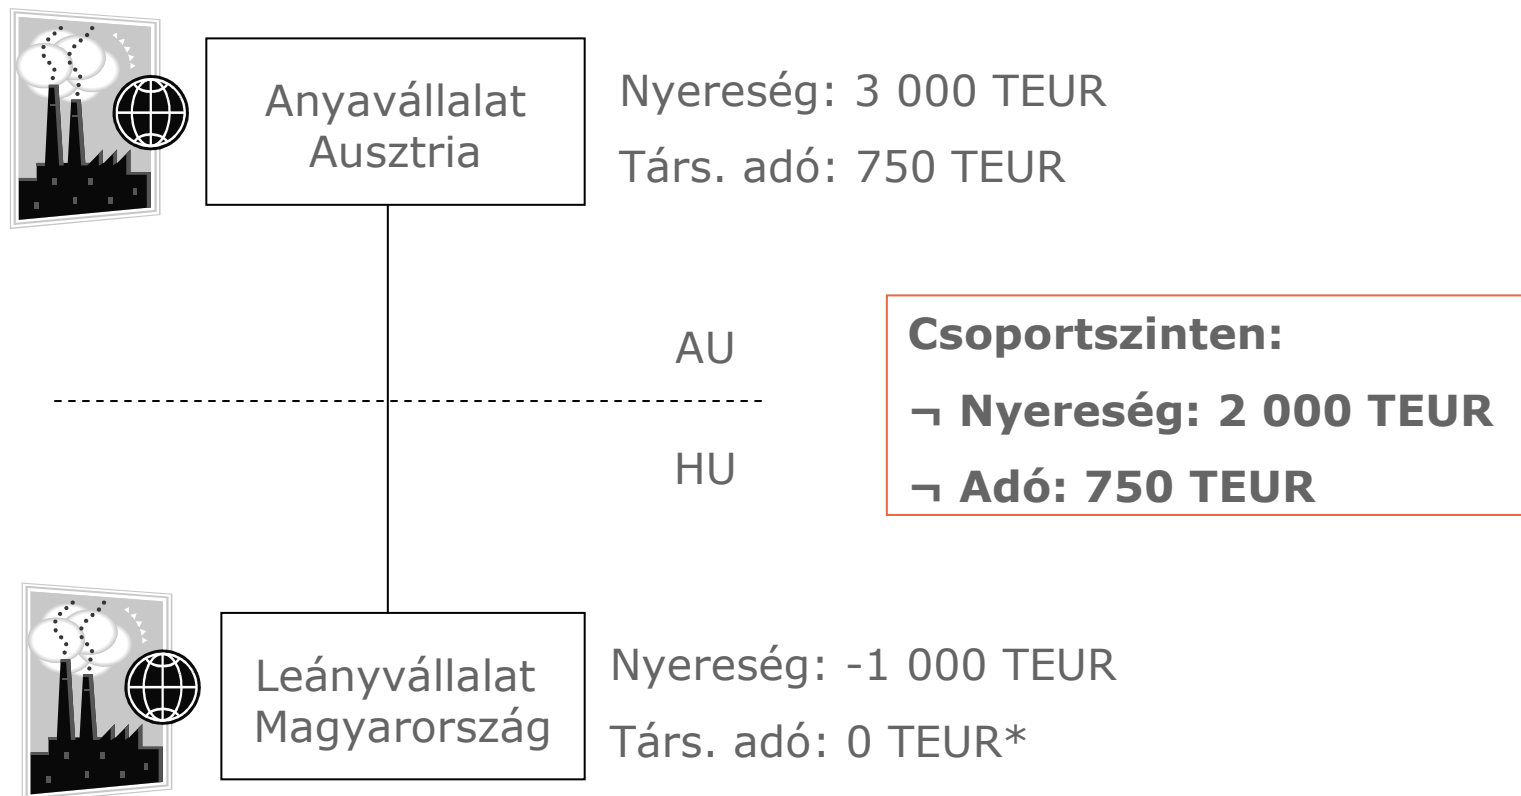 Anyavállalat
Ausztria
Nyereség: 3 000 TEUR
Társ. adó: 750 TEUR
AU
HU
Csoportszinten:
¬ Nyereség: 2 000 TEUR
¬ Adó: 750 TEUR
Leányvállalat
Magyarország
Nyereség: -1 000 TEUR
Társ. adó: 0 TEUR*